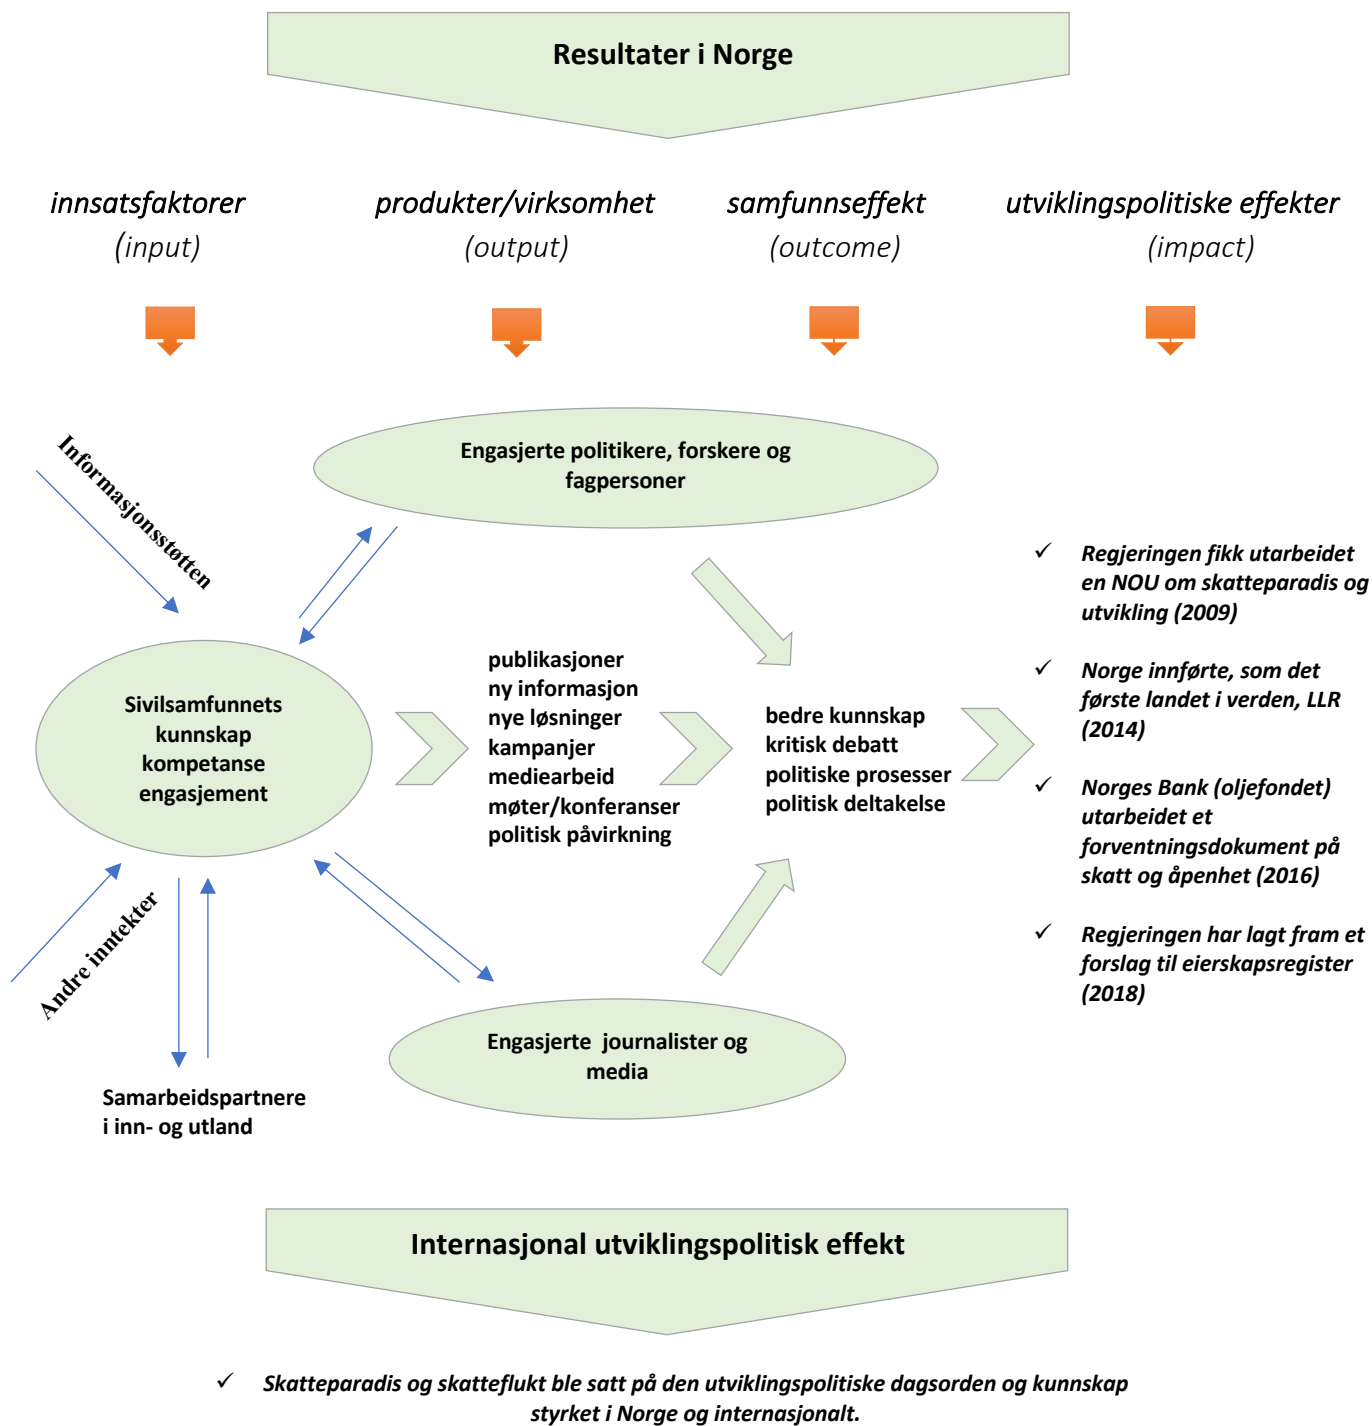 Resultater i Norge
innsatsfaktorer
(input)
produkter/virksomhet
(output)
samfunnseffekt
(outcome)
utviklingspolitiske effekter
(impact)
Informasjonsstøtten
Engasjerte politikere, forskere og
fagpersoner
Sivilsamfunnets
kunnskap
kompetanse
engasjement
publikasjoner
ny informasjon
nye løsninger
kampanjer
mediearbeid
møter/konferanser
politisk påvirkning
bedre kunnskap
kritisk debatt
politiske prosesser
politisk deltakelse
✓ Regjeringen fikk utarbeidet
en NOU om skatteparadis og
utvikling (2009)
✓ Norge innførte, som det
første landet i verden, LLR
(2014)
✓ Norges Bank (oljefondet)
utarbeidet et
forventningsdokument på
skatt og åpenhet (2016)
✓ Regjeringen har lagt fram et
forslag til eierskapsregister
(2018)
Andre inntekter
Engasjerte journalister og
media
Samarbeidspartnere
i inn- og utland
Internasjonal utviklingspolitisk effekt
✓ Skatteparadis og skatteflukt ble satt på den utviklingspolitiske dagsorden og kunnskap
styrket i Norge og internasjonalt.